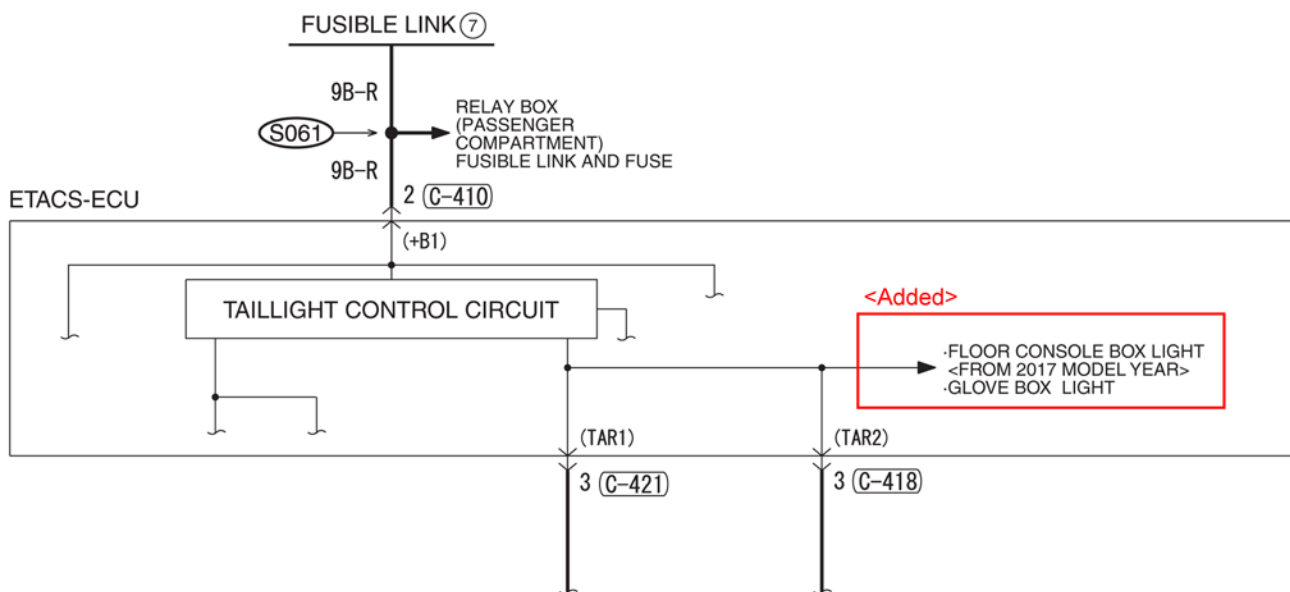 FUSIBLE LINK⑦
9B-R
RELAY BOX
(PASSENGER
COMPARTMENT)
FUSIBLE LINK AND FUSE
S061
9B-R
2 C-410
ETACS-ECU
(+B1)
TAILLIGHT CONTROL CIRCUIT
<Added>
·FLOOR CONSOLE BOX LIGHT
<FROM 2017 MODEL YEAR>
·GLOVE BOX LIGHT
(TAR1)
(TAR2)
3 C-421
3 C-418